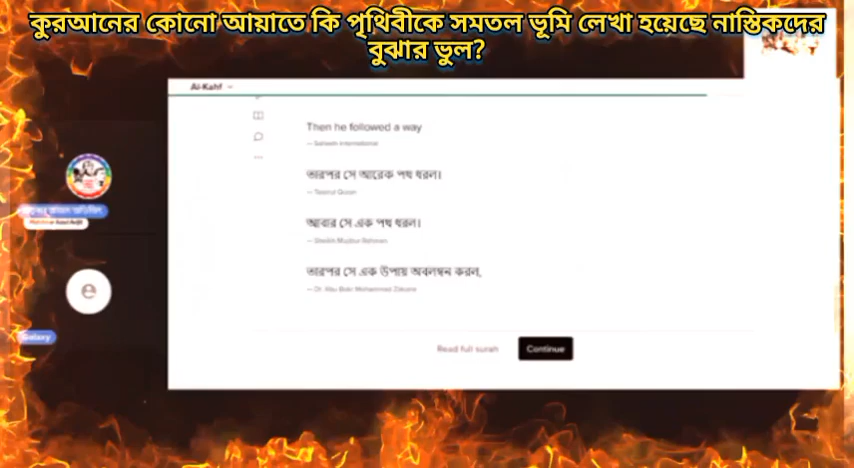 কুরআনের কোনো আয়াতে কি পৃথিবীকে সমতল ভূমি লেখা হয়েছে নাস্তিকদের
বুঝার ভুল?
Al-Kahf
Then he followed a way
— Saheeh International
তারপর সে আরেক পথ ধরল।
— Taisirul Quran
আবার সে এক পথ ধরল।
— Sheikh Mujibur Rahman
তারপর সে এক উপায় অবলম্বন করল,
— Dr. Abu Bakr Muhammad Zakaria
e
Galaxy
Read full surah
Continue